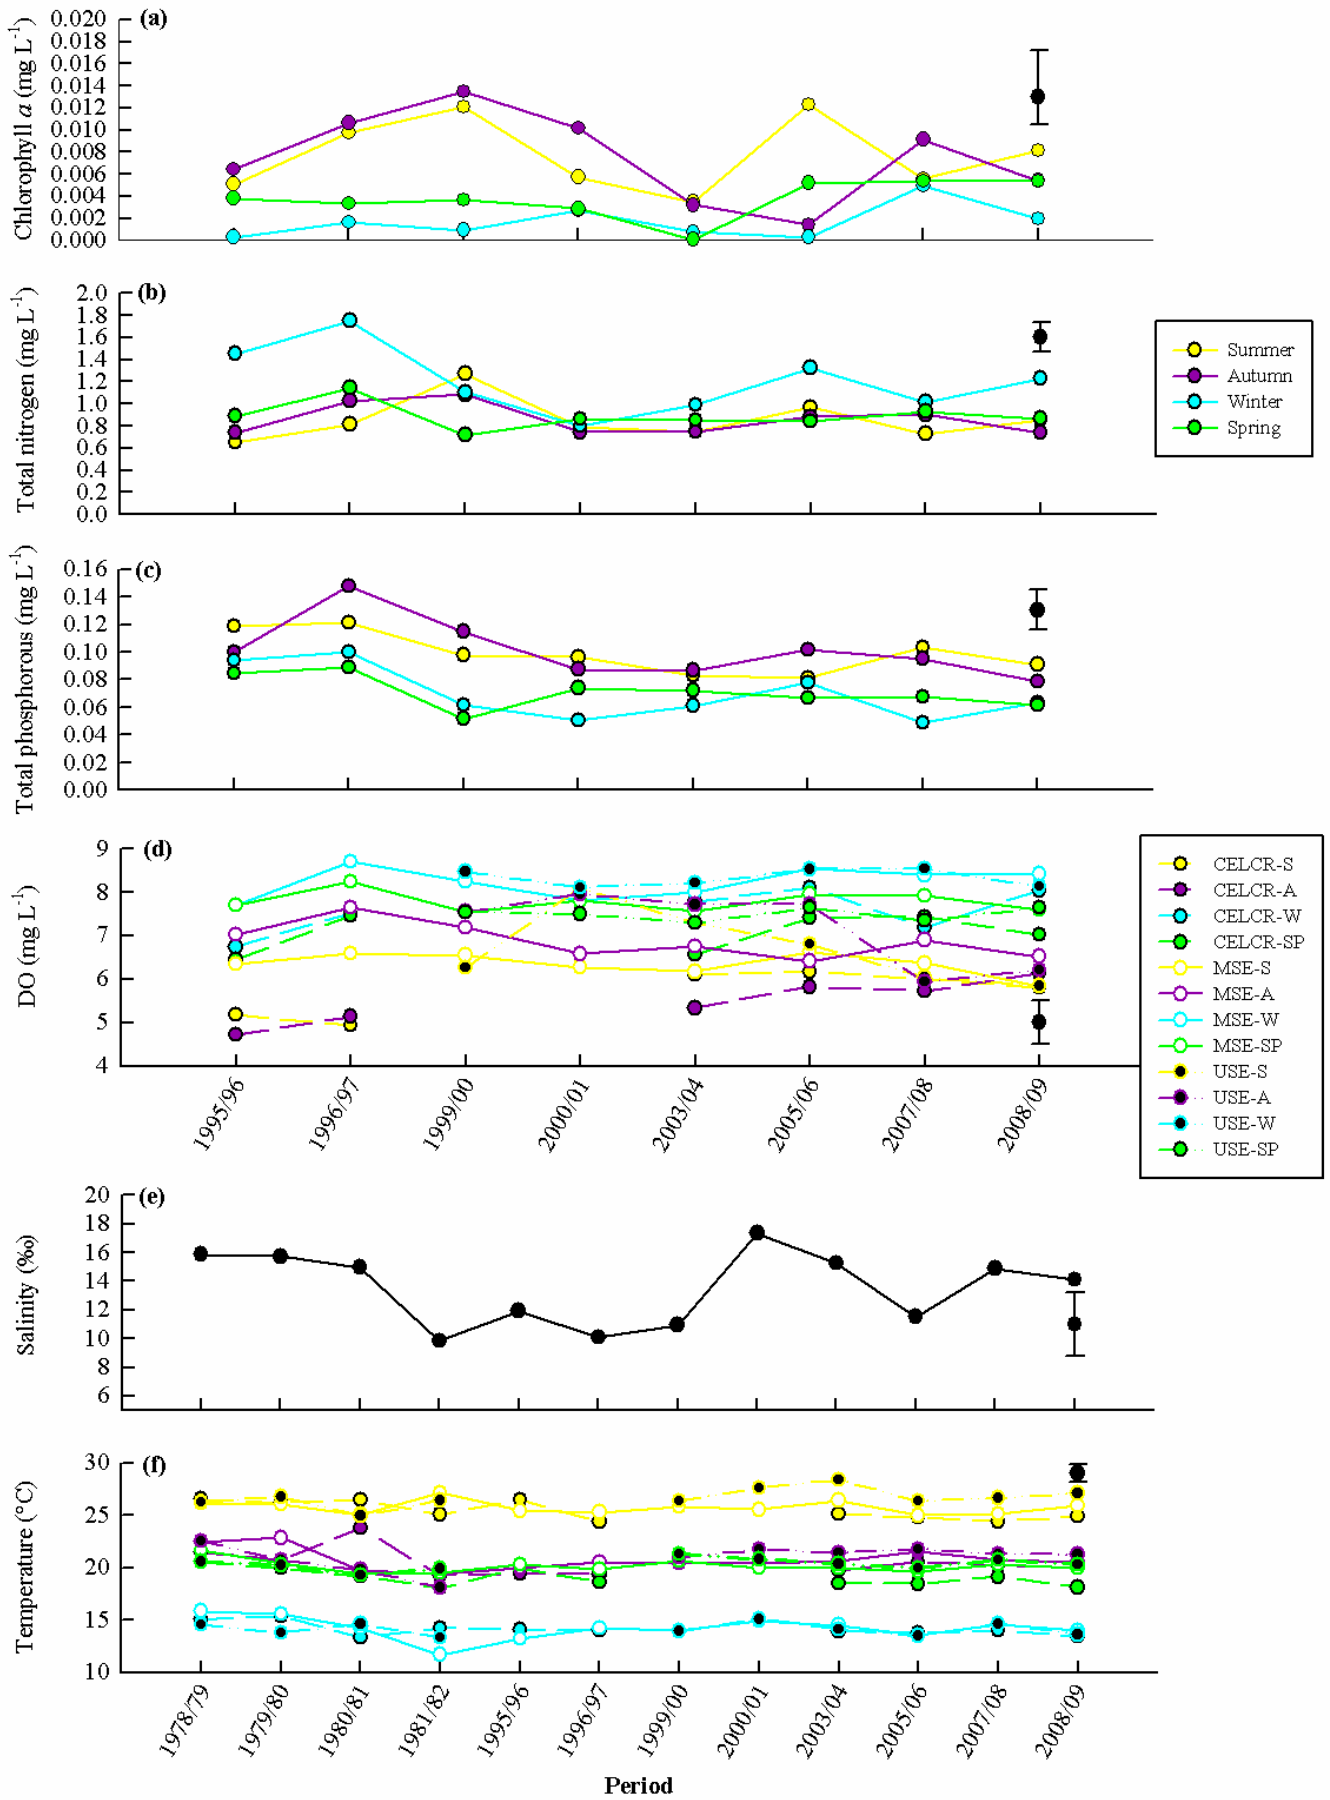 (a)
Chlorophyll a (mg L-1)
0.020
0.018
0.016
0.014
0.012
0.010
0.008
0.006
0.004
0.002
0.000
(b)
Total nitrogen (mg L-1)
2.0
1.8
1.6
1.4
1.2
1.0
0.8
0.6
0.4
0.2
0.0
Summer
Autumn
Winter
Spring
(c)
Total phosphorous (mg L-1)
0.16
0.14
0.12
0.10
0.08
0.06
0.04
0.02
0.00
(d)
DO (mg L-1)
9
8
7
6
5
4
1995/96
1996/97
1999/00
2000/01
2003/04
2005/06
2007/08
2008/09
CELCR-S
CELCR-A
CELCR-W
CELCR-SP
MSE-S
MSE-A
MSE-W
MSE-SP
USE-S
USE-A
USE-W
USE-SP
(e)
Salinity (‰)
20
18
16
14
12
10
8
6
(f)
Temperature (°C)
30
25
20
15
10
1978/79
1979/80
1980/81
1981/82
1995/96
1996/97
1999/00
2000/01
2003/04
2005/06
2007/08
2008/09
Period